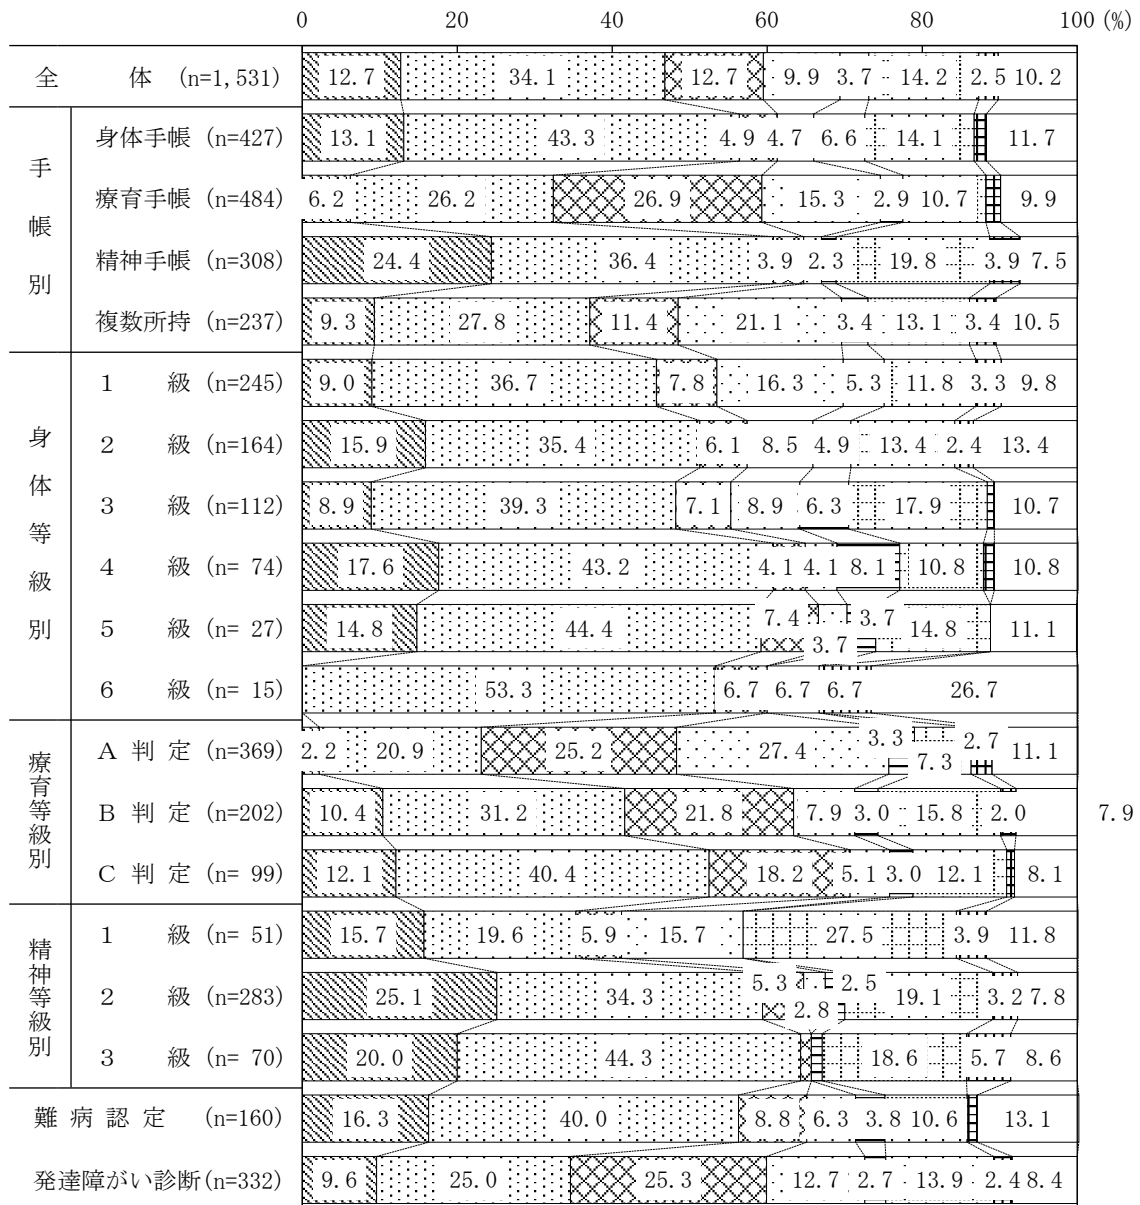 0 20 40 60 80 100 (%)
全 体 (n=1,531) 12.7 34.1 12.7 9.9 3.7 14.2 2.5 10.2
手帳別
身体手帳 (n=427) 13.1 43.3 4.9 4.7 6.6 14.1 11.7
療育手帳 (n=484) 6.2 26.2 26.9 15.3 2.9 10.7 9.9
精神手帳 (n=308) 24.4 36.4 3.9 2.3 19.8 3.9 7.5
複数所持 (n=237) 9.3 27.8 11.4 21.1 3.4 13.1 3.4 10.5
身体等級別
1 級 (n=245) 9.0 36.7 7.8 16.3 5.3 11.8 3.3 9.8
2 級 (n=164) 15.9 35.4 6.1 8.5 4.9 13.4 2.4 13.4
3 級 (n=112) 8.9 39.3 7.1 8.9 6.3 17.9 10.7
4 級 (n= 74) 17.6 43.2 4.1 4.1 8.1 10.8 10.8
5 級 (n= 27) 14.8 44.4 7.4 3.7 3.7 14.8 11.1
6 級 (n= 15) 53.3 6.7 6.7 6.7 26.7
療育等級別
A 判 定 (n=369) 2.2 20.9 25.2 27.4 3.3 7.3 2.7 11.1
B 判 定 (n=202) 10.4 31.2 21.8 7.9 3.0 15.8 2.0 7.9
C 判 定 (n= 99) 12.1 40.4 18.2 5.1 3.0 12.1 8.1
精神等級別
1 級 (n= 51) 15.7 19.6 5.9 15.7 27.5 3.9 11.8
2 級 (n=283) 25.1 34.3 5.3 2.8 2.5 19.1 3.2 7.8
3 級 (n= 70) 20.0 44.3 18.6 5.7 8.6
難 病 認 定 (n=160) 16.3 40.0 8.8 6.3 3.8 10.6 13.1
発達障がい診断(n=332) 9.6 25.0 25.3 12.7 2.7 13.9 2.4 8.4